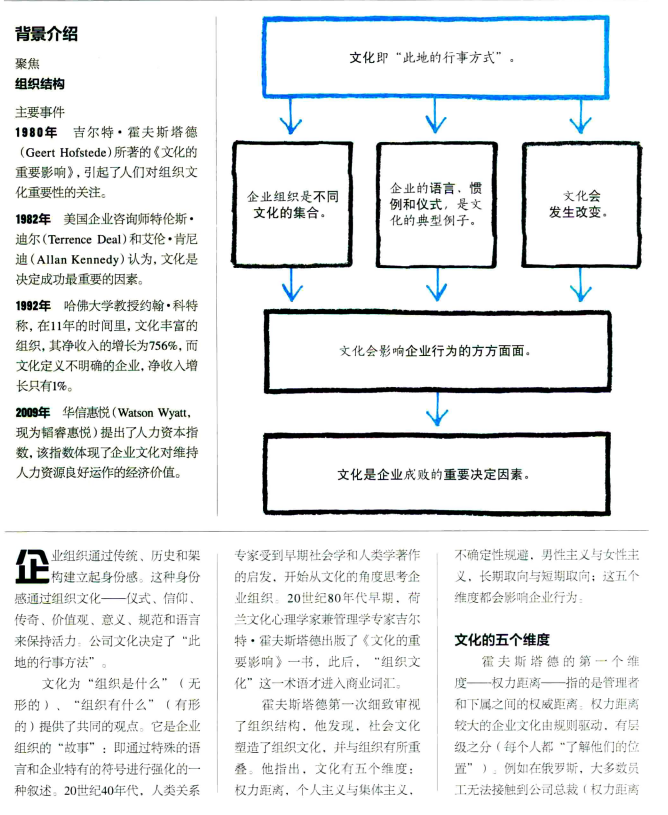 背景介绍
聚焦
组织结构
主要事件
1980年 吉尔特·霍夫斯塔德
（Geert Hofstede）所著的《文化的
重要影响》，引起了人们对组织文
化重要性的关注。
1982年 美国企业咨询师特伦斯·
迪尔（Terrence Deal）和艾伦·肯尼
迪（Allan Kennedy）认为，文化是
决定成功最重要的因素。
1992年 哈佛大学教授约翰·科特
称，在11年的时间里，文化丰富的
组织，其净收入的增长为756%，而
文化定义不明确的企业，净收入增
长只有1%。
2009年 华信惠悦（Watson Wyatt，
现为韬睿惠悦）提出了人力资本指
数，该指数体现了企业文化对维持
人力资源良好运作的经济价值。
文化即“此地的行事方式”。
企业组织是不同
文化的集合。
企业的语言、惯
例和仪式，是文
化的典型例子。
文化会
发生改变。
文化会影响企业行为的方方面面。
文化是企业成败的重要决定因素。
企业组织通过传统、历史和架
构建立起身份感。这种身份
感通过组织文化——仪式、信仰、
传奇、价值观、意义、规范和语言
来保持活力。公司文化决定了“此
地的行事方法”。
文化为“组织是什么”（无
形的）、“组织有什么”（有形
的）提供了共同的观点。它是企业
组织的“故事”：即通过特殊的语
言和企业特有的符号进行强化的一
种叙述。20世纪40年代，人类关系
专家受到早期社会学和人类学著作
的启发，开始从文化的角度思考企
业组织。20世纪80年代早期，荷
兰文化心理学家兼管理学专家吉尔
特·霍夫斯塔德出版了《文化的重
要影响》一书，此后，“组织文
化”这一术语才进入商业词汇。
霍夫斯塔德第一次细致审视
了组织结构，他发现，社会文化
塑造了组织文化，并与组织有所重
叠。他指出，文化有五个维度：
权力距离，个人主义与集体主义，
不确定性规避，男性主义与女性主
义，长期取向与短期取向；这五个
维度都会影响企业行为。
文化的五个维度
霍夫斯塔德的第一个维
度——权力距离——指的是管理者
和下属之间的权威距离。权力距离
较大的企业文化由规则驱动，有层
级之分（每个人都“了解他们的位
置”）。例如在俄罗斯，大多数员
工无法接触到公司总裁（权力距离